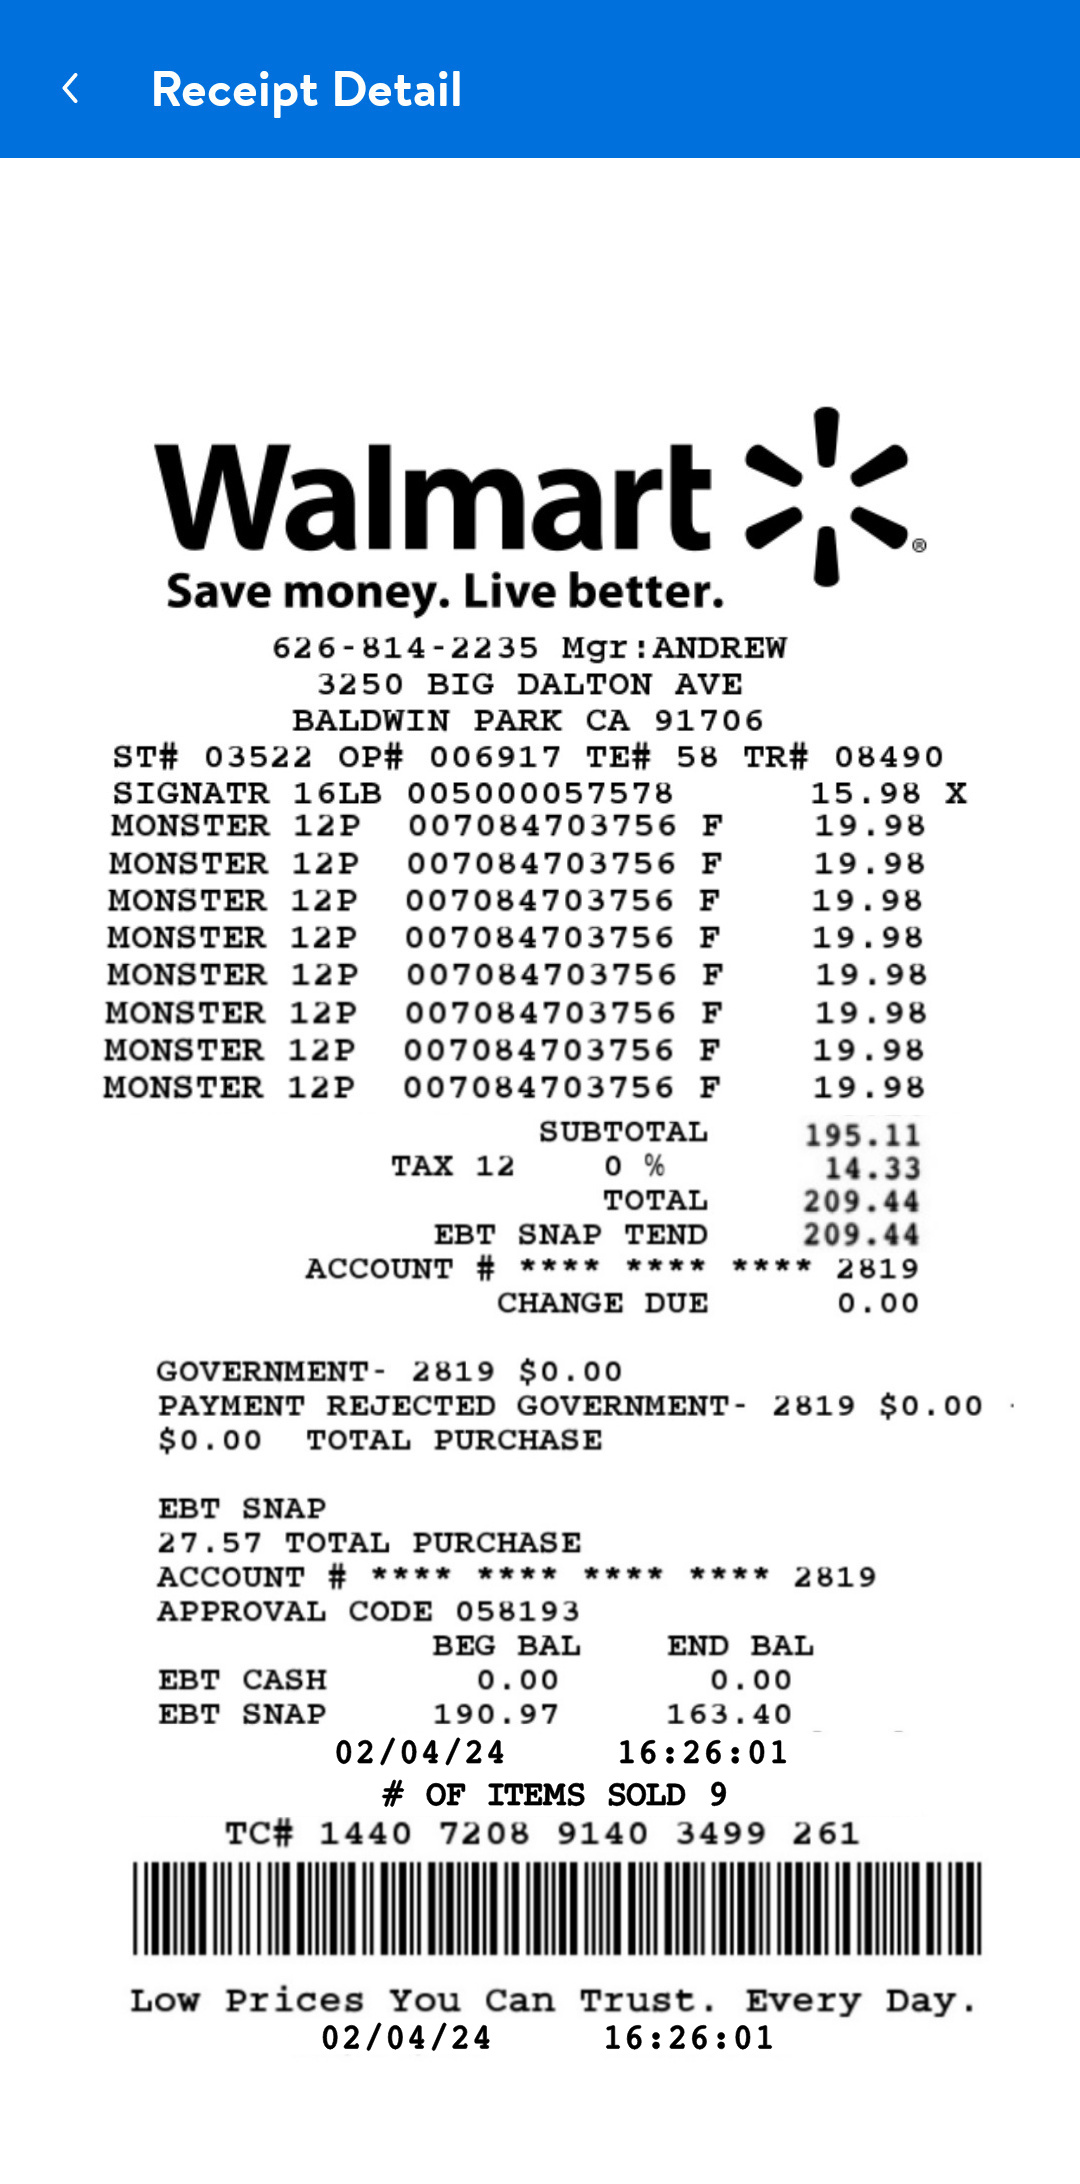 Receipt Detail
Walmart
Save money. Live better.
626-814-2235 Mgr:ANDREW
3250 BIG DALTON AVE
BALDWIN PARK CA 91706
ST# 03522 OP# 006917 TE# 58 TR# 08490
SIGNATR 16LB 005000057578 15.98 X
MONSTER 12P 007084703756 F 19.98
MONSTER 12P 007084703756 F 19.98
MONSTER 12P 007084703756 F 19.98
MONSTER 12P 007084703756 F 19.98
MONSTER 12P 007084703756 F 19.98
MONSTER 12P 007084703756 F 19.98
MONSTER 12P 007084703756 F 19.98
MONSTER 12P 007084703756 F 19.98
SUBTOTAL 195.11
TAX 12 0 % 14.33
TOTAL 209.44
EBT SNAP TEND 209.44
ACCOUNT # **** **** **** 2819
CHANGE DUE 0.00
GOVERNMENT- 2819 $0.00
PAYMENT REJECTED GOVERNMENT- 2819 $0.00
$0.00 TOTAL PURCHASE
EBT SNAP
27.57 TOTAL PURCHASE
ACCOUNT # **** **** **** **** 2819
APPROVAL CODE 058193
BEG BAL END BAL
EBT CASH 0.00 0.00
EBT SNAP 190.97 163.40
02/04/24 16:26:01
# OF ITEMS SOLD 9
TC# 1440 7208 9140 3499 261
Low Prices You Can Trust. Every Day.
02/04/24 16:26:01